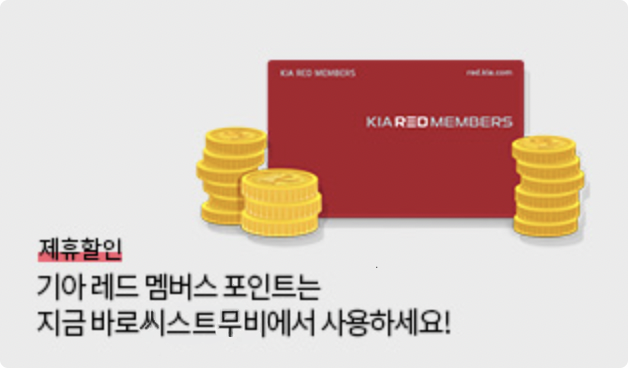 KIA RED MEMBERS
red.kia.com
KIA RED MEMBERS
제휴할인
기아 레드 멤버스 포인트는
지금 바로씨스트무비에서 사용하세요!